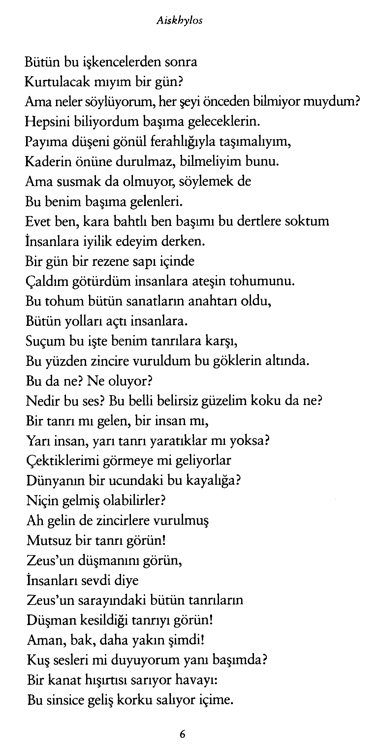 Aiskhylos
Bütün bu işkencelerden sonra
Kurtulacak mıyım bir gün?
Ama neler söylüyorum, her şeyi önceden bilmiyor muydum?
Hepsini biliyordum başıma geleceklerin.
Payıma düşeni gönül ferahlığıyla taşımalıyım,
Kaderin önüne durulmaz, bilmeliyim bunu.
Ama susmak da olmuyor, söylemek de
Bu benim başıma gelenleri.
Evet ben, kara bahtlı ben başımı bu dertlere soktum
İnsanlara iyilik edeyim derken.
Bir gün bir rezene sapı içinde
Çaldım götürdüm insanlara ateşin tohumunu.
Bu tohum bütün sanatların anahtarı oldu,
Bütün yolları açtı insanlara.
Suçum bu işte benim tanrılara karşı,
Bu yüzden zincire vuruldum bu göklerin altında.
Bu da ne? Ne oluyor?
Nedir bu ses? Bu belli belirsiz güzelim koku da ne?
Bir tanrı mı gelen, bir insan mı,
Yarı insan, yarı tanrı yaratıklar mı yoksa?
Çektiklerimi görmeye mi geliyorlar
Dünyanın bir ucundaki bu kayalığa?
Niçin gelmiş olabilirler?
Ah gelin de zincirlere vurulmuş
Mutsuz bir tanrı görün!
Zeus'un düşmanını görün,
İnsanları sevdi diye
Zeus'un sarayındaki bütün tanrıların
Düşman kesildiği tanrıyı görün!
Aman, bak, daha yakın şimdi!
Kuş sesleri mi duyuyorum yanı başımda?
Bir kanat hışırtısı sarıyor havayı:
Bu sinsice geliş korku salıyor içime.
6